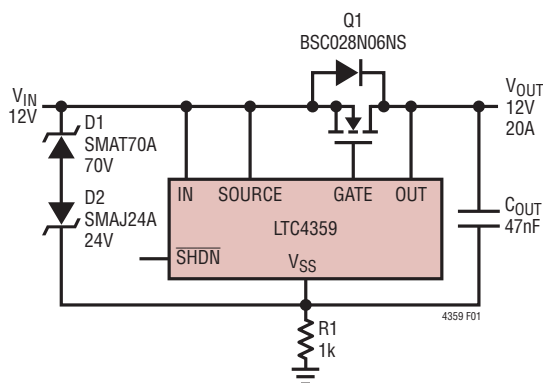 Q1
BSC028N06NS
VIN
12V
VOUT
12V
20A
D1
SMAT70A
70V
D2
SMAJ24A
24V
IN
SOURCE
GATE
OUT
LTC4359
SHDN
VSS
COUT
47nF
4359 F01
R1
1k